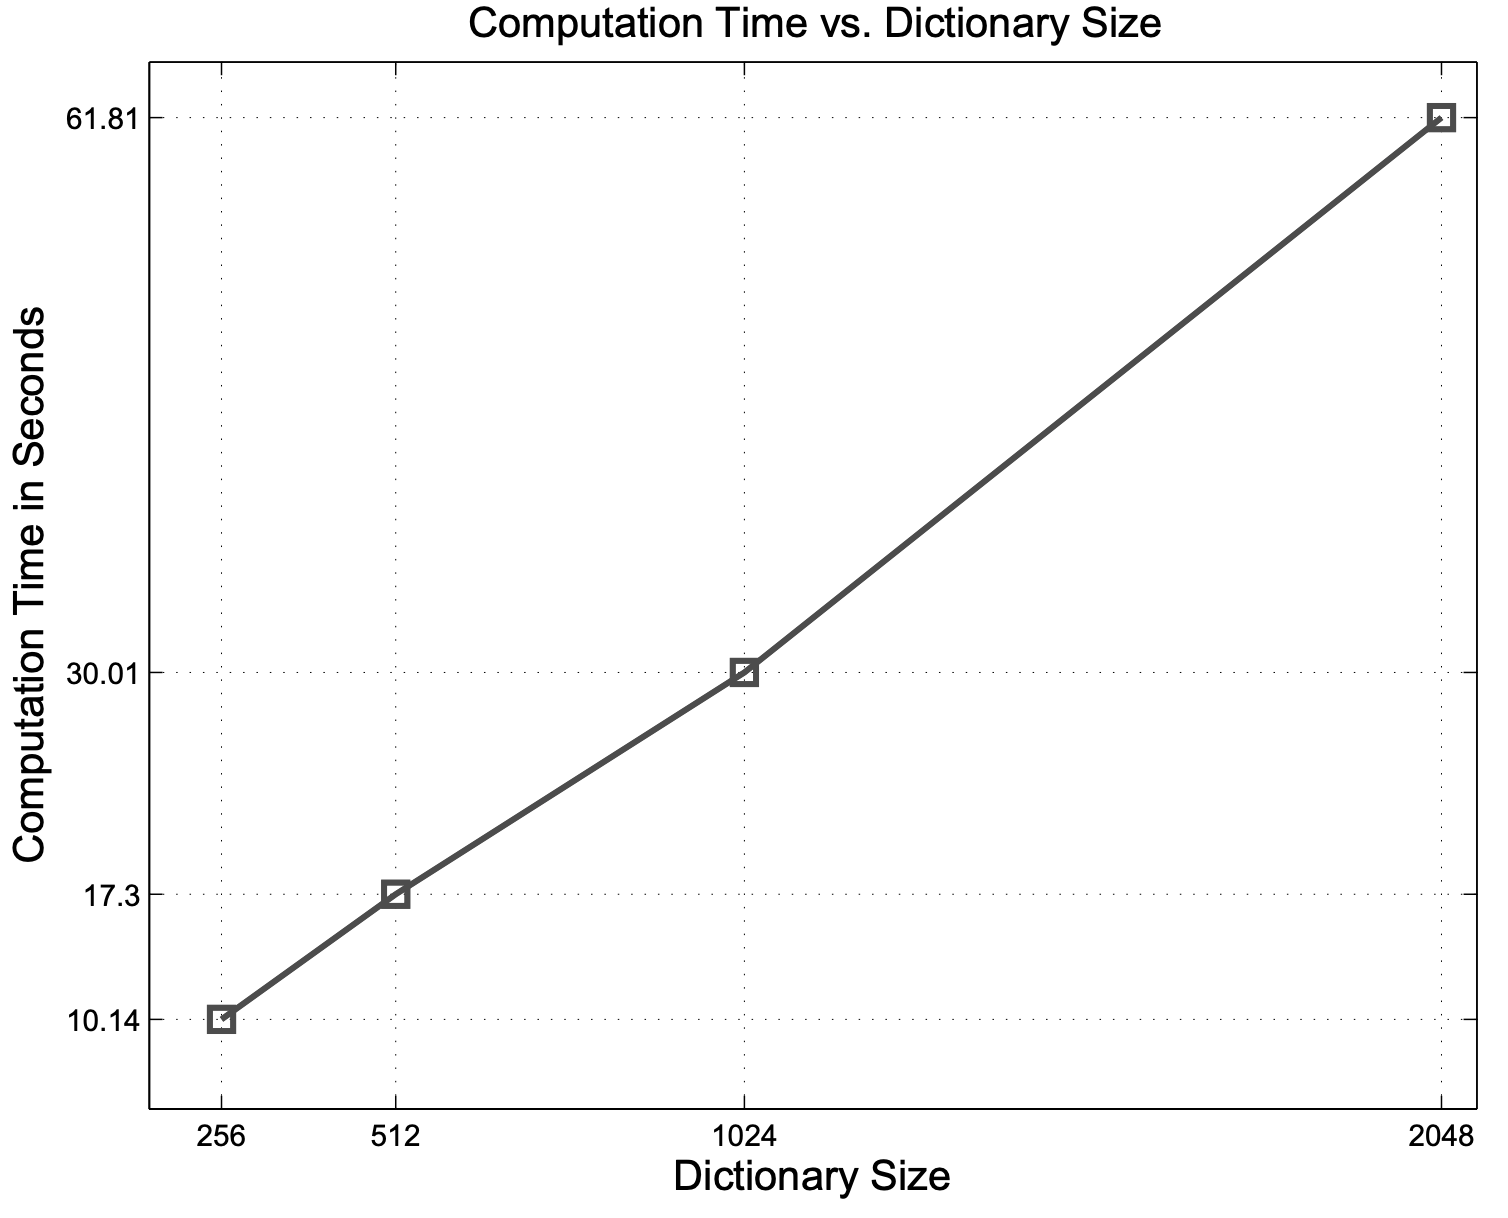 Computation Time vs. Dictionary Size
Computation Time in Seconds
61.81
30.01
17.3
10.14
256 512 1024 2048
Dictionary Size